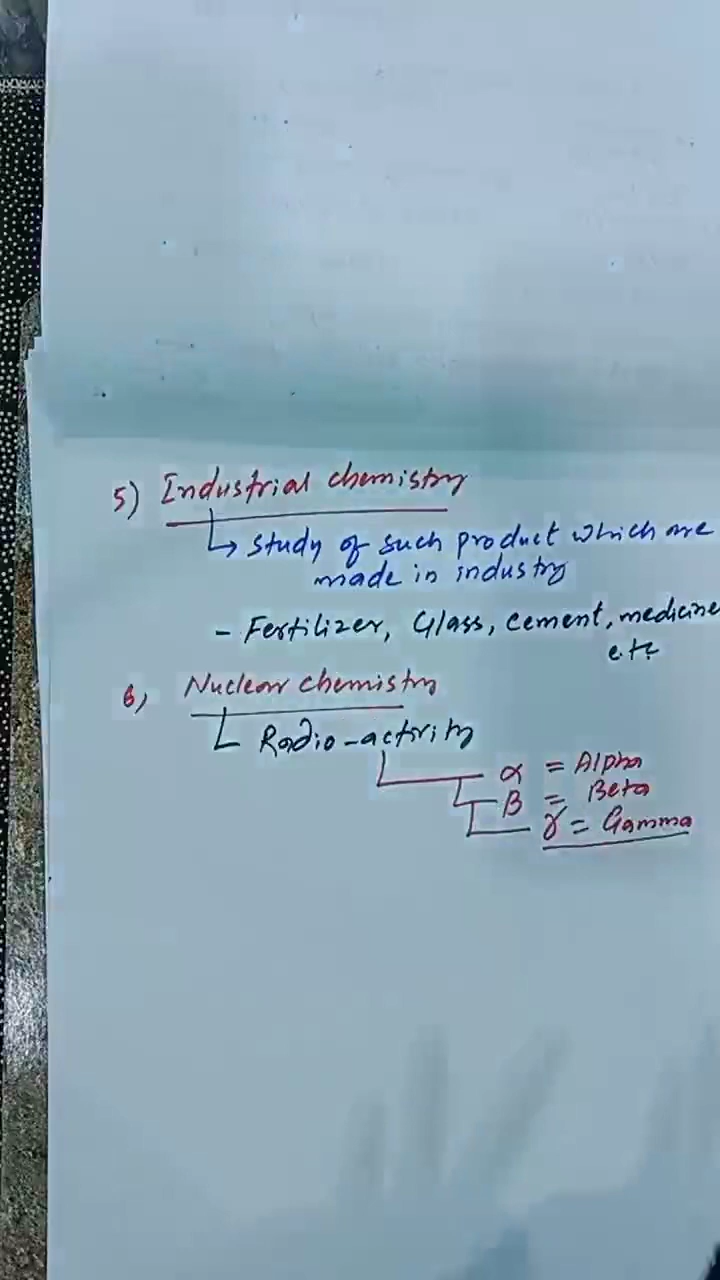 5) Industrial chemistry
↳ study of such product which are
made in industry
- Fertilizer, Glass, cement, medicine
etc
6) Nuclear chemistry
Radio-activity
α = Alpha
β = Beta
γ = Gamma